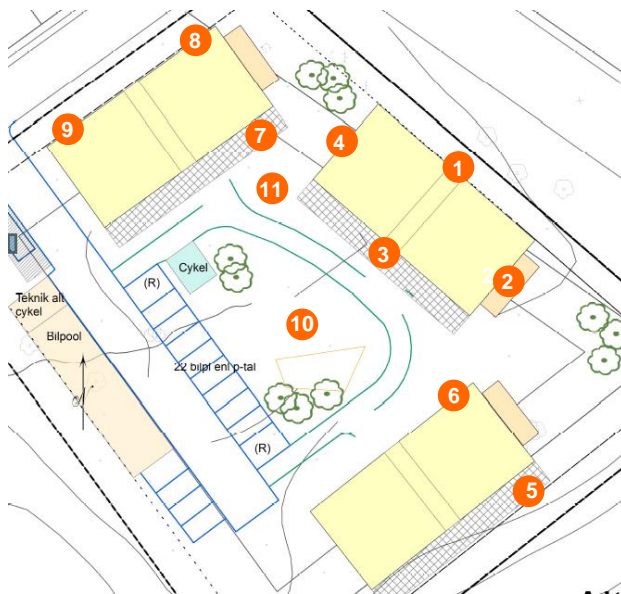 8
9
7
4
1
11
3
2
Cykel
(R)
Teknik alt
cykel
Bilpool
10
22 bilpl enl p-tal
6
(R)
5